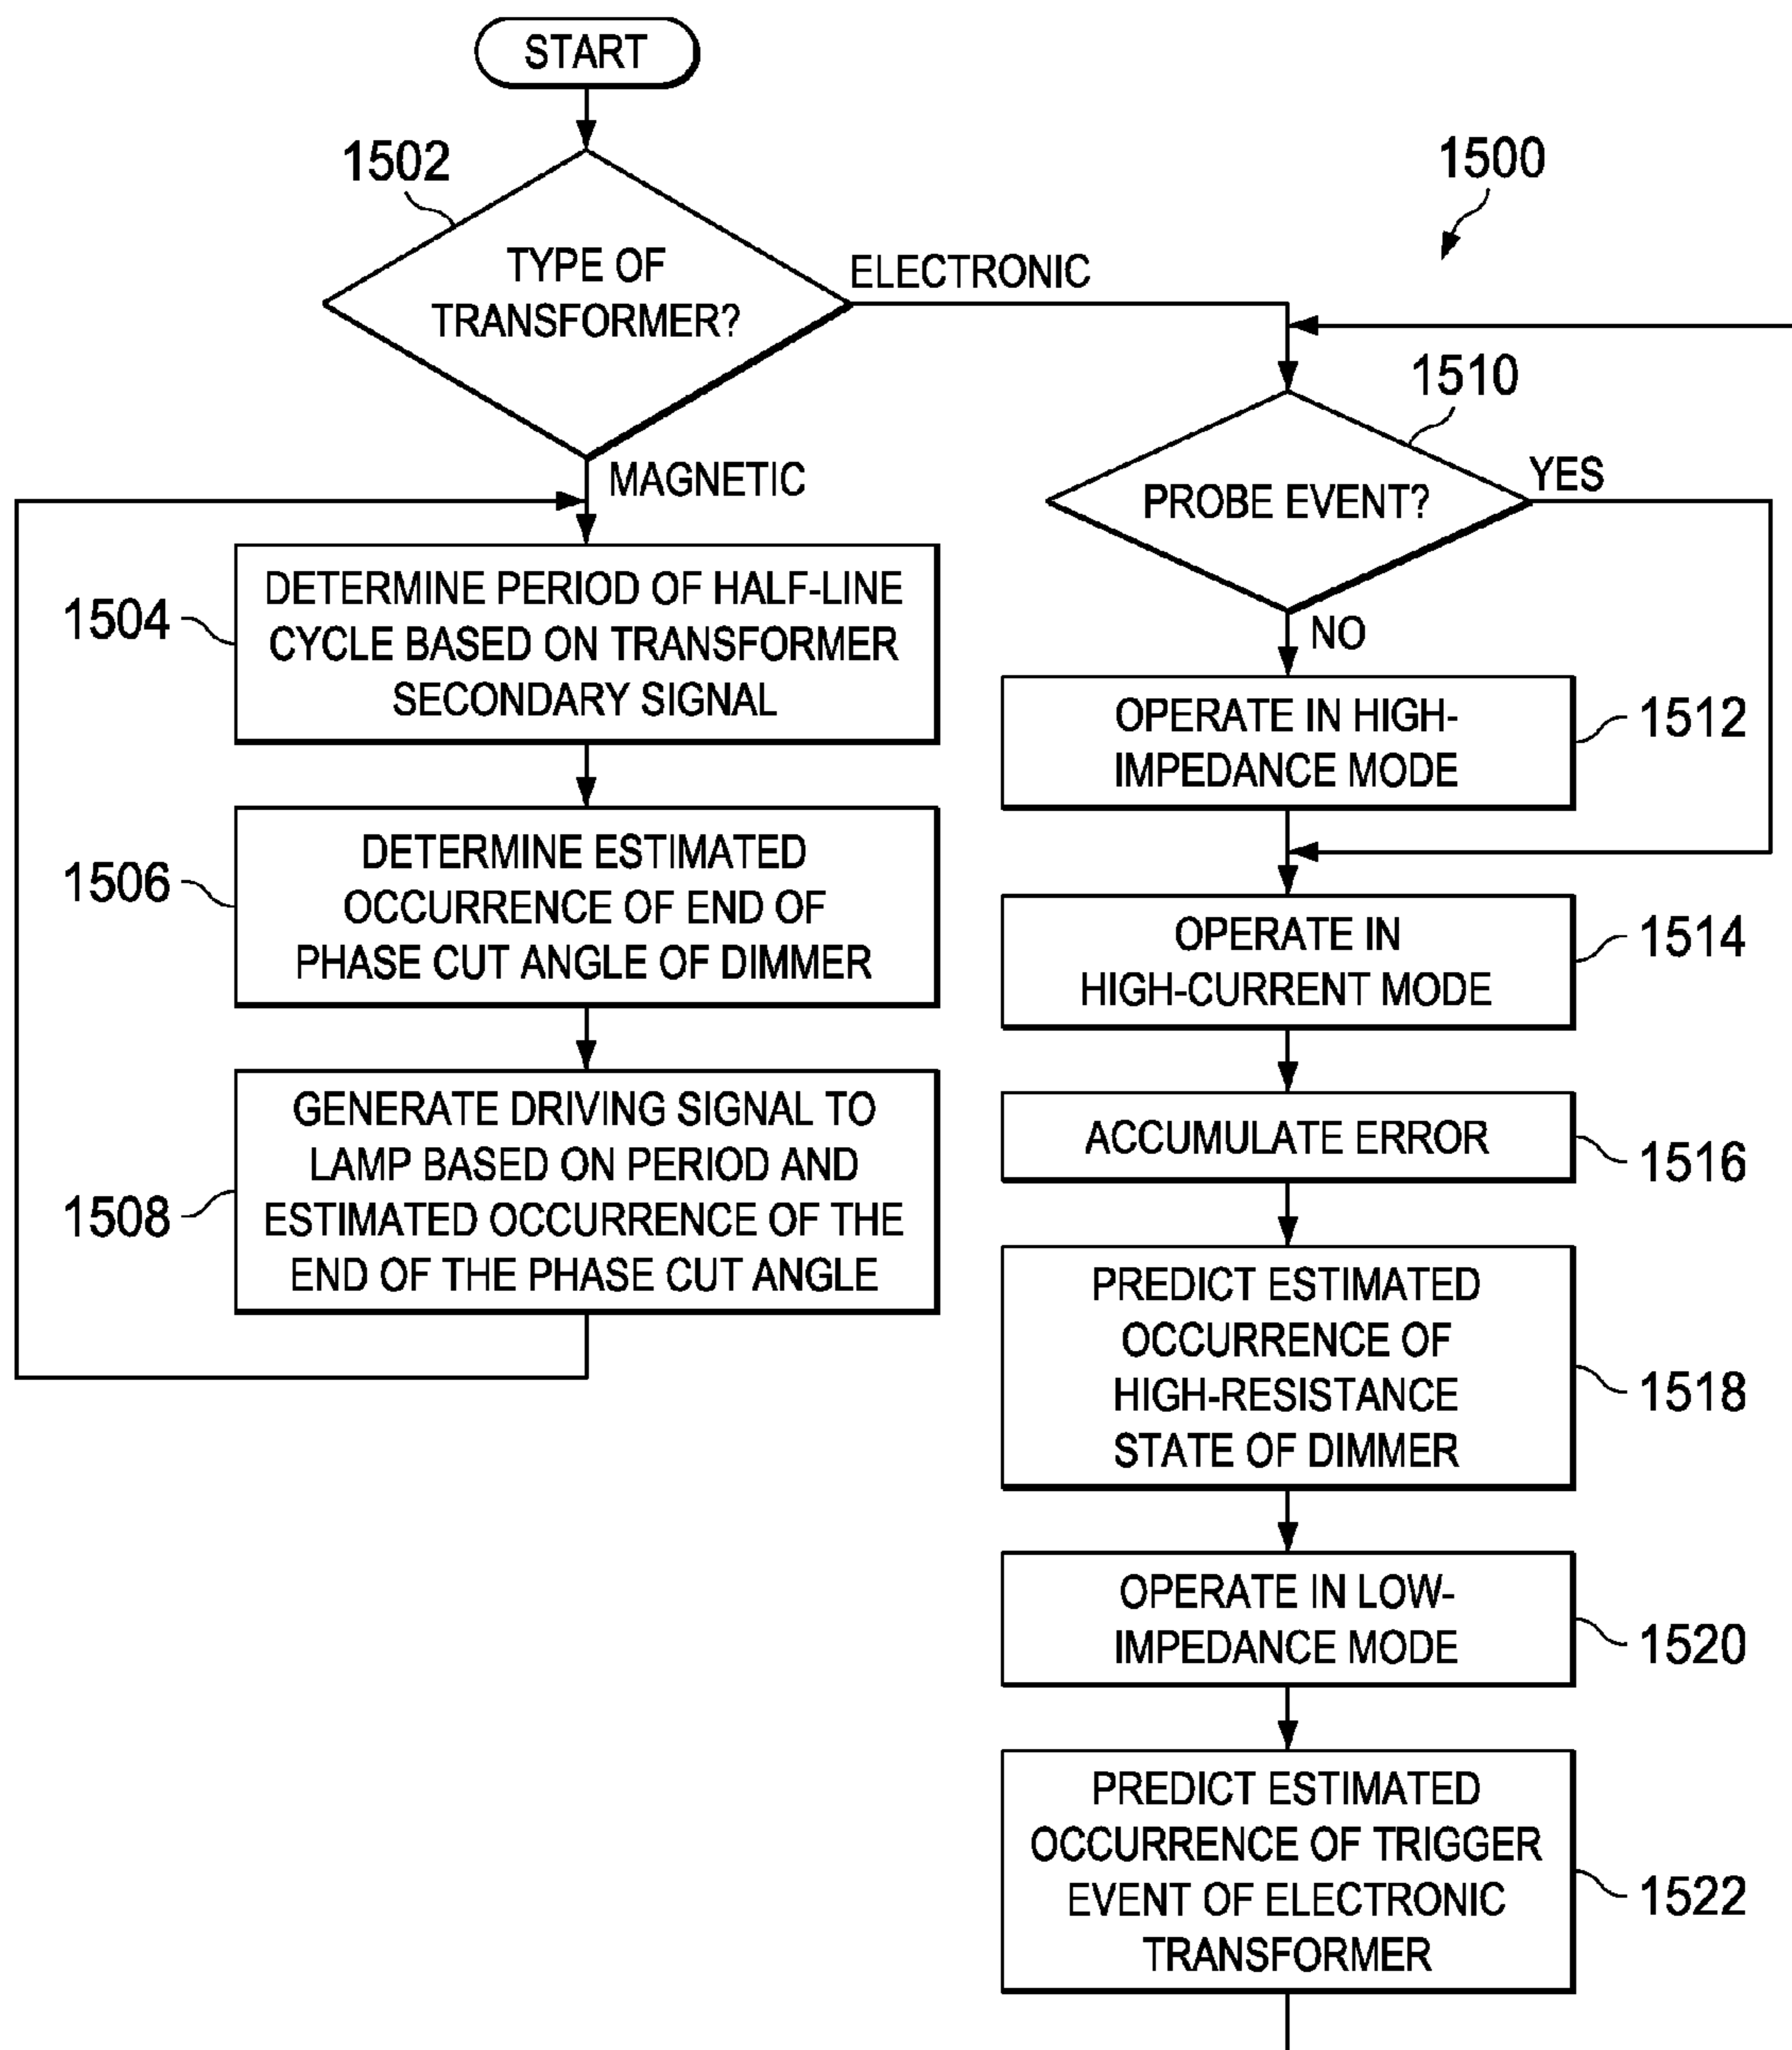 START
1502
TYPE OF
TRANSFORMER?
ELECTRONIC
MAGNETIC
1500
1504
DETERMINE PERIOD OF HALF-LINE
CYCLE BASED ON TRANSFORMER
SECONDARY SIGNAL
1506
DETERMINE ESTIMATED
OCCURRENCE OF END OF
PHASE CUT ANGLE OF DIMMER
1508
GENERATE DRIVING SIGNAL TO
LAMP BASED ON PERIOD AND
ESTIMATED OCCURRENCE OF THE
END OF THE PHASE CUT ANGLE
1510
PROBE EVENT?
YES
NO
OPERATE IN HIGH-
IMPEDANCE MODE
1512
OPERATE IN
HIGH-CURRENT MODE
1514
ACCUMULATE ERROR
1516
PREDICT ESTIMATED
OCCURRENCE OF
HIGH-RESISTANCE
STATE OF DIMMER
1518
OPERATE IN LOW-
IMPEDANCE MODE
1520
PREDICT ESTIMATED
OCCURRENCE OF TRIGGER
EVENT OF ELECTRONIC
TRANSFORMER
1522